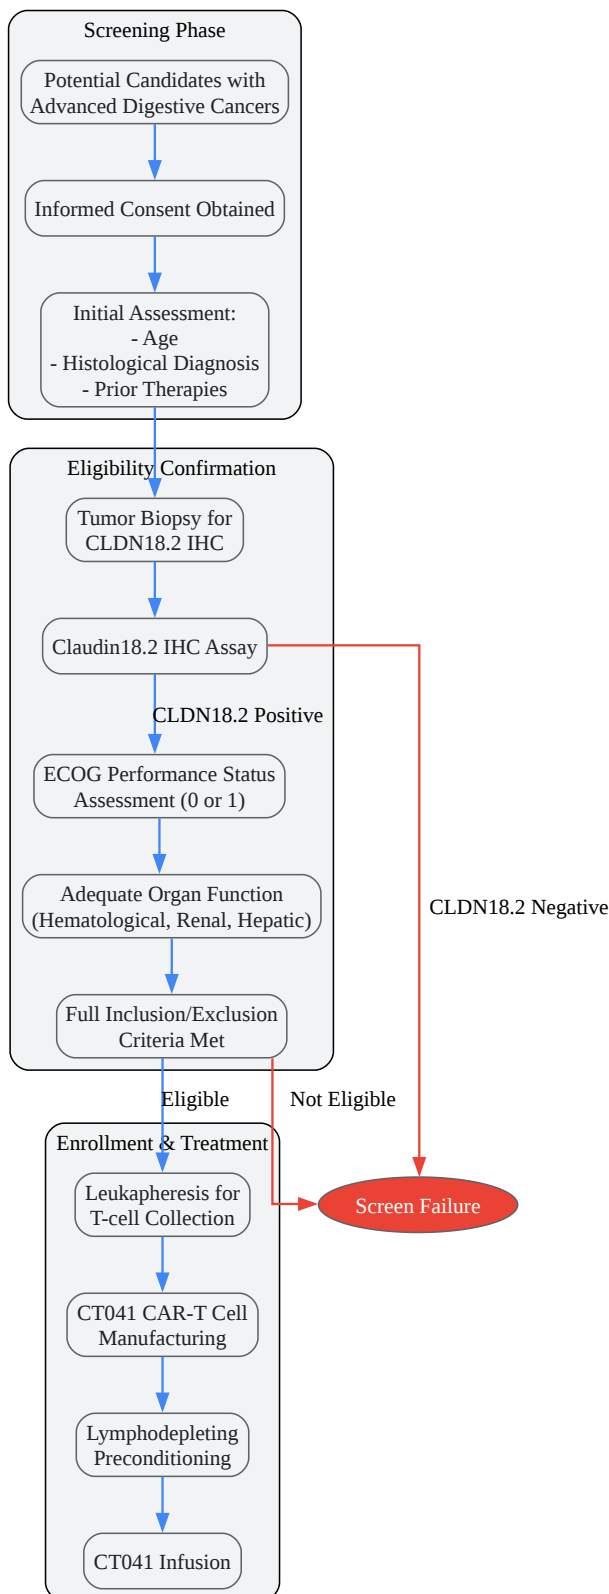 Screening Phase
Potential Candidates with
Advanced Digestive Cancers
Informed Consent Obtained
Initial Assessment:
- Age
- Histological Diagnosis
- Prior Therapies
Eligibility Confirmation
Tumor Biopsy for
CLDN18.2 IHC
Claudin18.2 IHC Assay
CLDN18.2 Positive
ECOG Performance Status
Assessment (0 or 1)
Adequate Organ Function
(Hematological, Renal, Hepatic)
CLDN18.2 Negative
Full Inclusion/Exclusion
Criteria Met
Eligible
Not Eligible
Enrollment & Treatment
Leukapheresis for
T-cell Collection
Screen Failure
CT041 CAR-T Cell
Manufacturing
Lymphodepleting
Preconditioning
CT041 Infusion